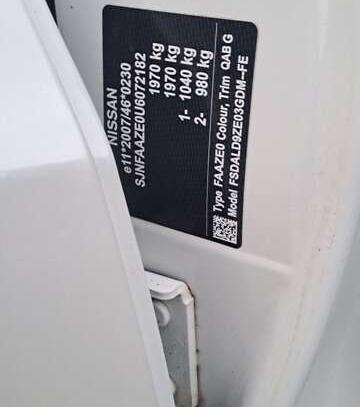 NISSAN
e11*2007/46*0230
SJNFAAZE0U6072182
1970 kg
1970 kg
1- 1040 kg
2- 980 kg
Type FAAZE0 Colour, Trim QAB G
Model FSDALD9ZE03GDM-FE